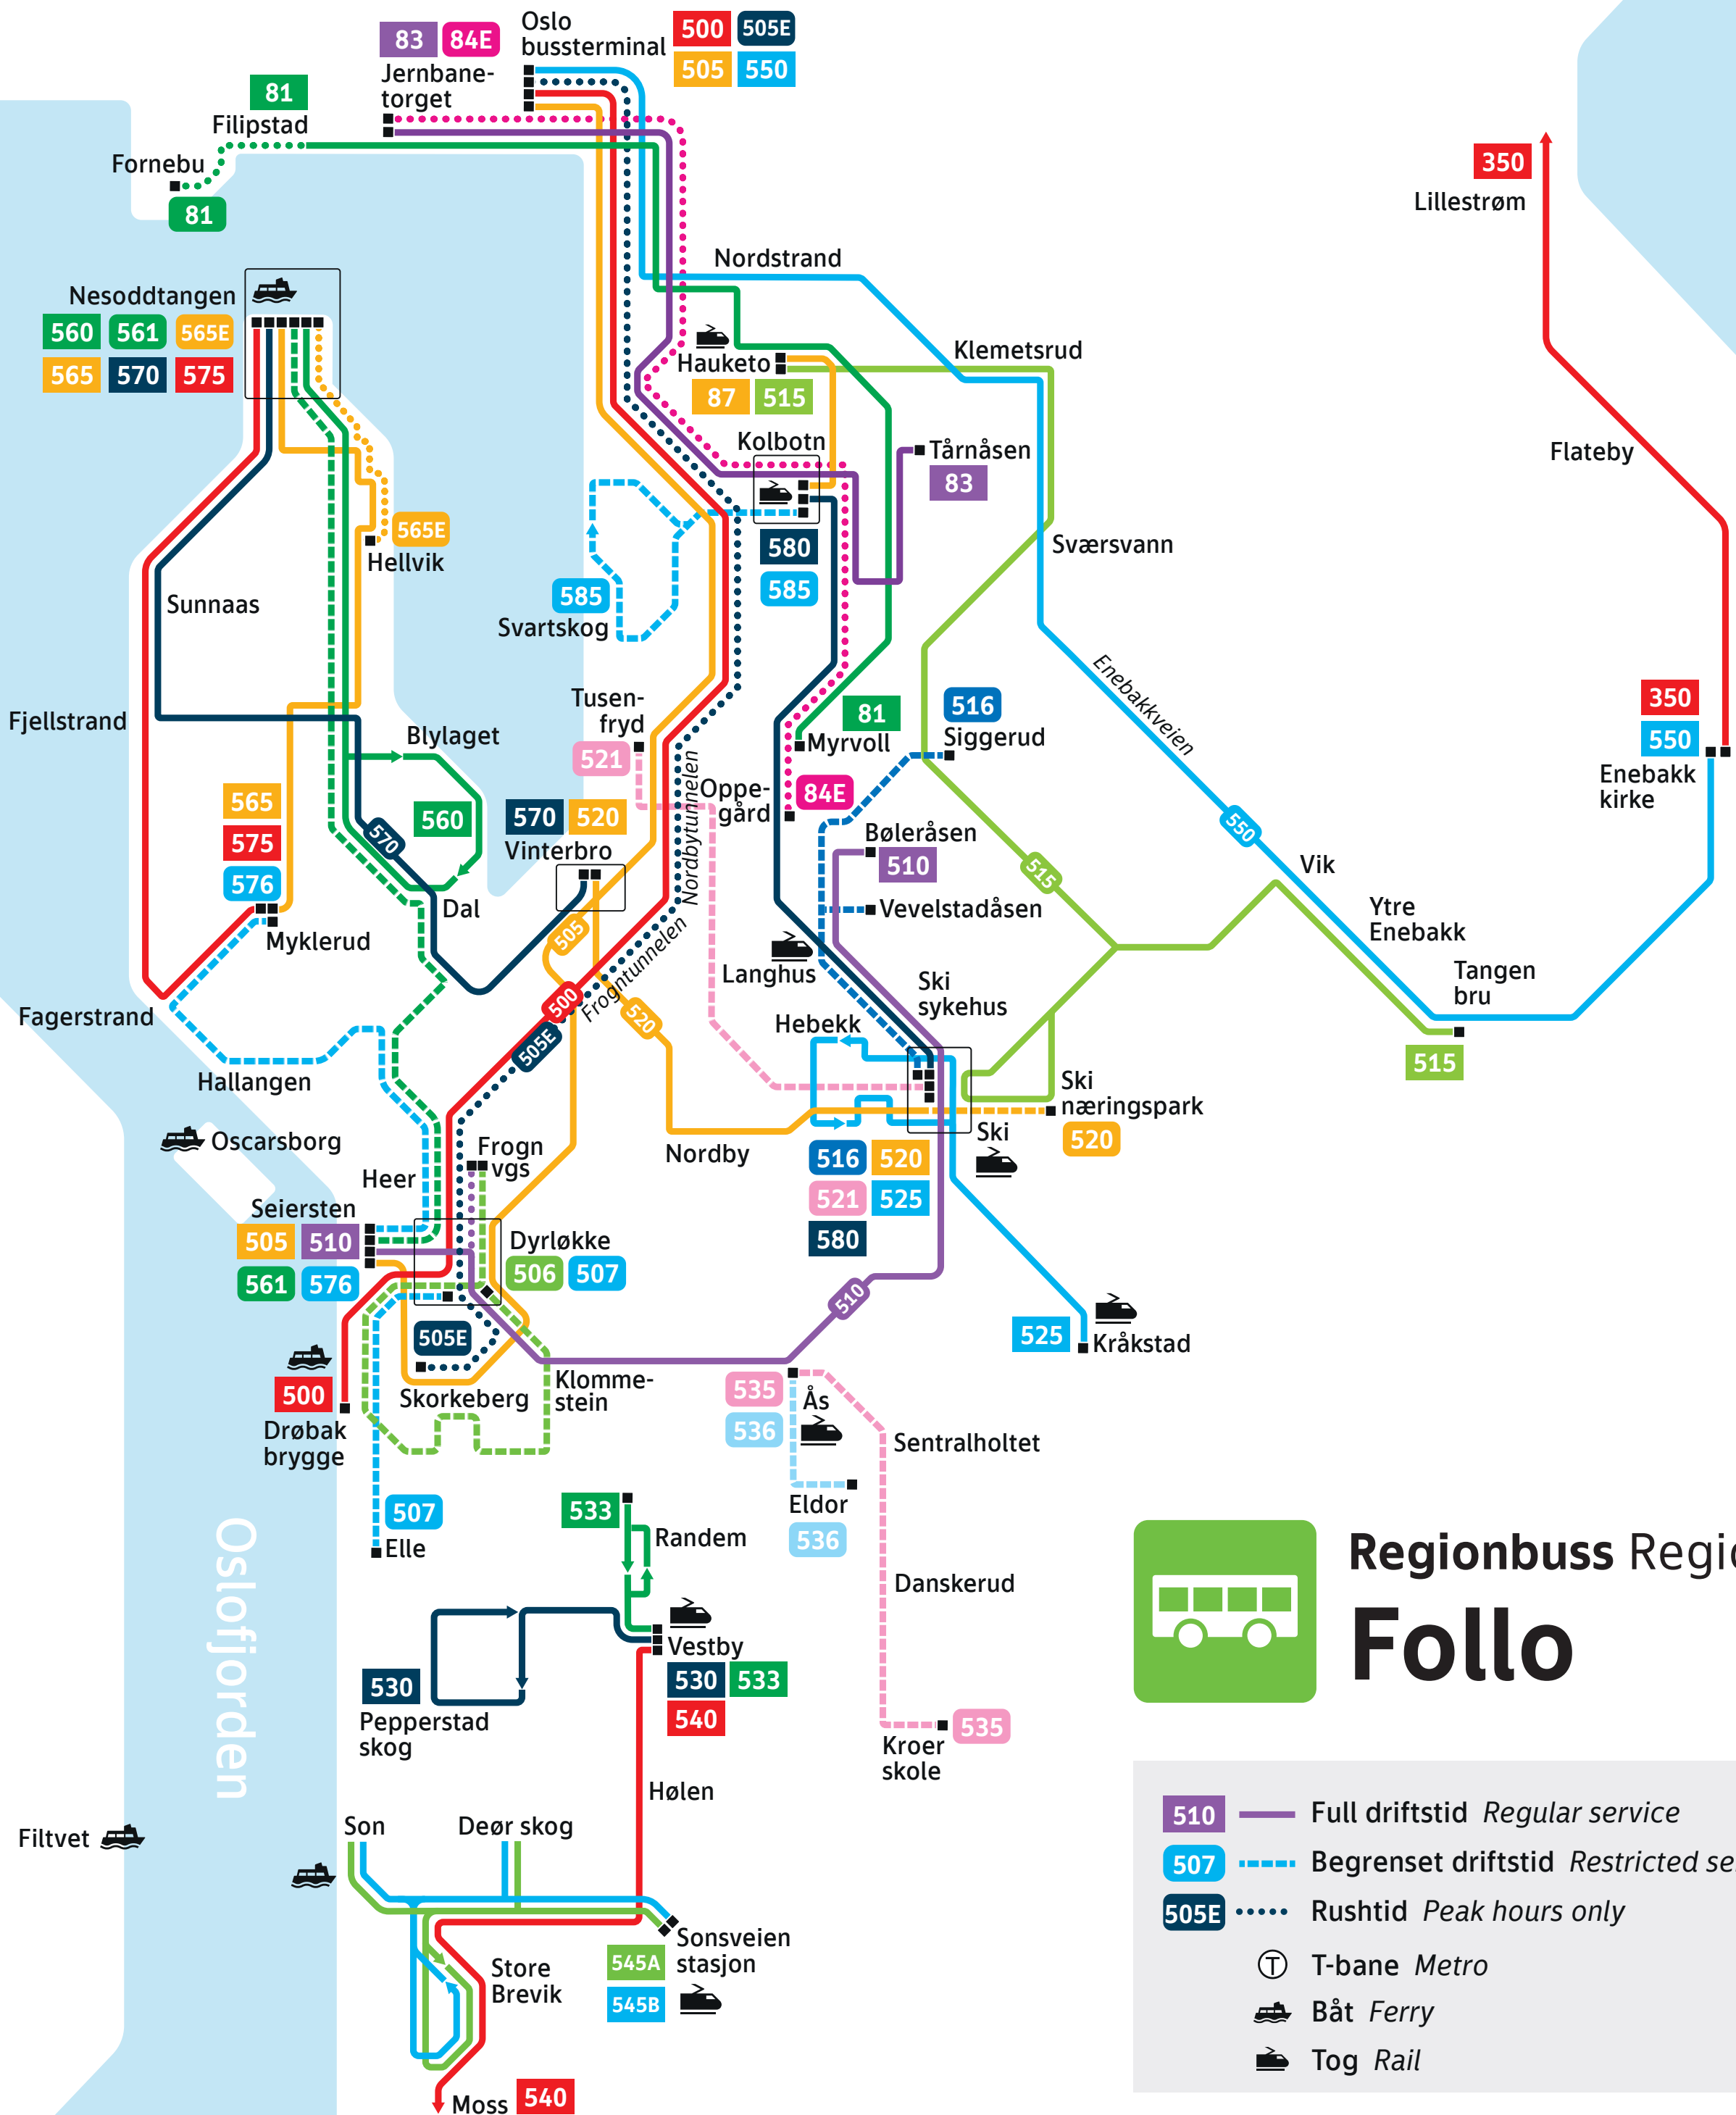 83 84E
Jernbane-
torget
Oslo
bussterminal
500 505E
505 550
81
Filipstad
Fornebu
81
350
Lillestrøm
Nordstrand
Nesoddtangen
560 561 565E
565 570 575
Hauketo
87 515
Klemetsrud
Kolbotn
Tårnåsen
83
Flateby
565E
Hellvik
580
585
Sværsvann
585
Svartskog
Sunnaas
Enebakkveien
Fjellstrand
Tusen-
fryd
521
81
Myrvoll
516
Siggerud
350
550
Enebakk
kirke
Blylaget
560
570
565
575
576
Myklerud
Dal
570 520
Vinterbro
Nordbytunnelen
Oppe-
gård
84E
Bøleråsen
510
515
550
Vik
Vevelstadåsen
Ytre
Enebakk
Langhus
505
500
505E
Frogntunnelen
520
Ski
sykehus
Tangen
bru
515
Fagerstrand
Hebekk
Hallangen
Ski
næringspark
520
Oscarsborg
Nordby
Ski
516 520
521 525
580
Frogn
vgs
Heer
Seiersten
505 510
561 576
Dyrløkke
506 507
510
505E
525
Kråkstad
500
Drøbak
brygge
Skorkeberg
Klomme-
stein
535
536
Ås
Sentralholtet
507
Elle
533
Randem
Eldor
536
Danskerud
Oslofjorden
Vestby
530 533
540
530
Pepperstad
skog
535
Kroer
skole
Hølen
Filtvet
Son
Deør skog
Sonsveien
stasjon
545A
545B
Store
Brevik
Moss 540
Regionbuss Regio
Follo
510 Full driftstid Regular service
507 Begrenset driftstid Restricted se
505E Rushtid Peak hours only
T T-bane Metro
Båt Ferry
Tog Rail